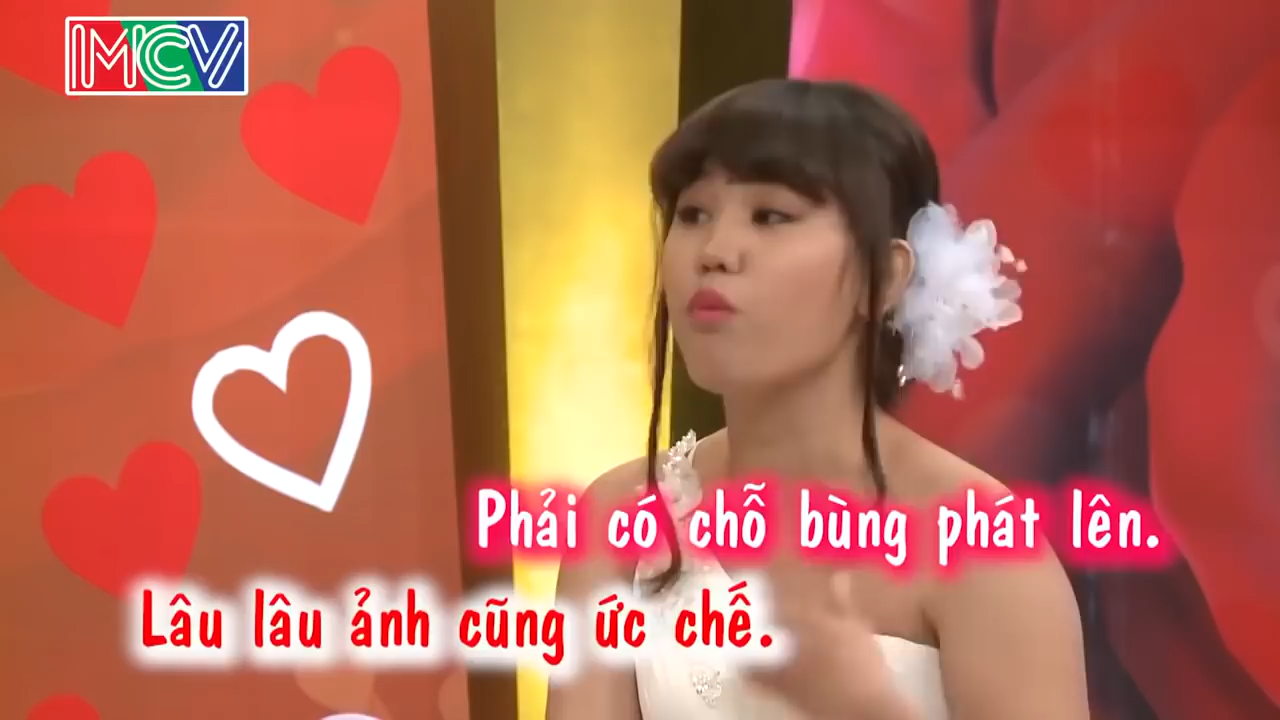 MCV
Phải có chỗ bùng phát lên.
Lâu lâu ảnh cũng ức chế.